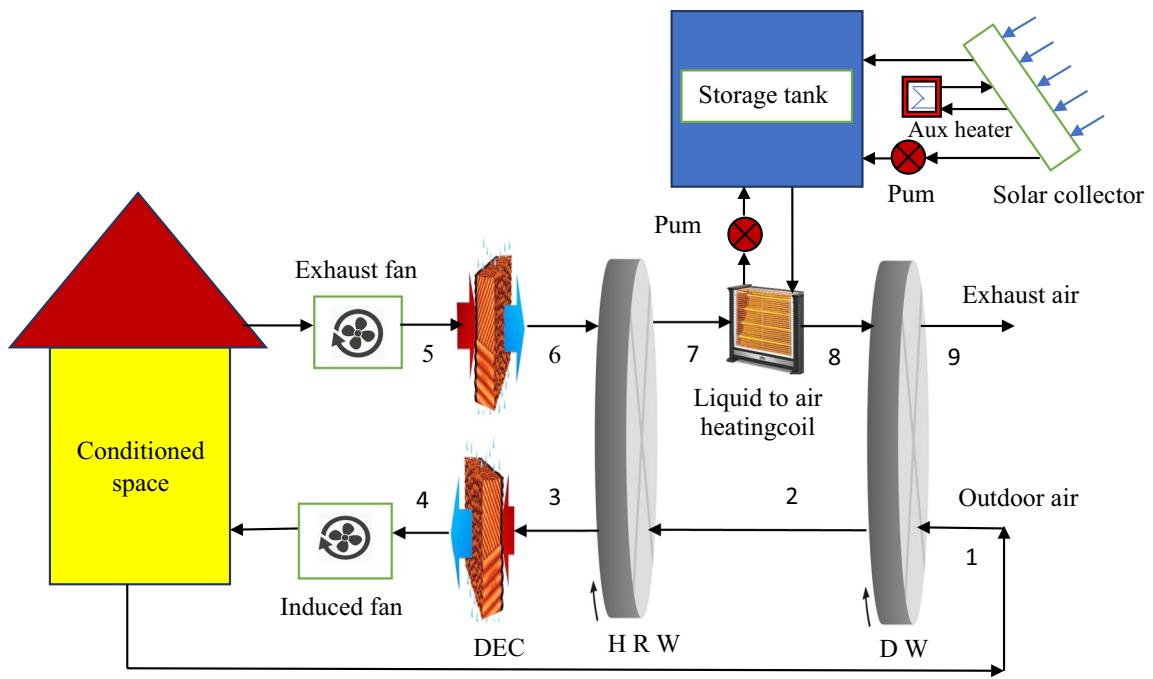 Storage tank
Aux heater
Pum
Solar collector
Pum
Exhaust fan
Exhaust air
5
6
7
8
9
Liquid to air
heatingcoil
Conditioned
space
4
3
2
Outdoor air
1
Induced fan
DEC
H R W
D W